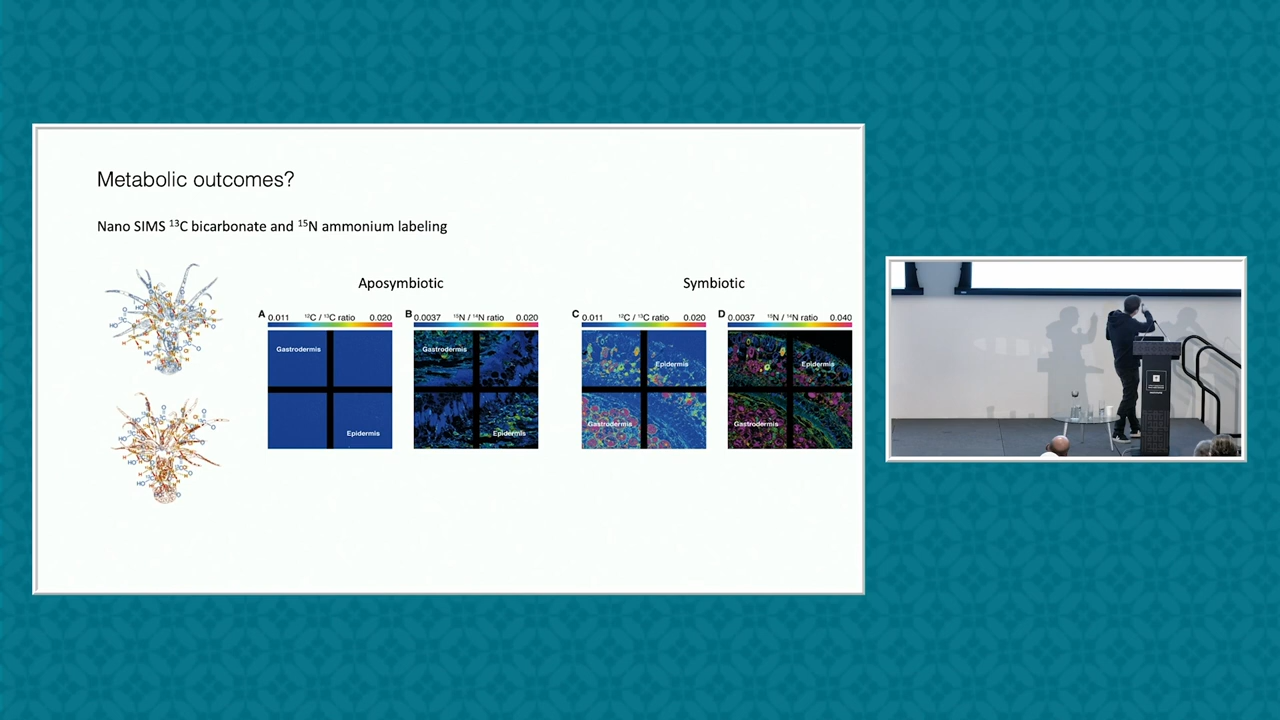 Metabolic outcomes?
Nano SIMS ¹³C bicarbonate and ¹⁵N ammonium labeling
Aposymbiotic
Symbiotic
A 0.011 ¹²C / ¹³C ratio 0.020
B 0.0037 ¹⁵N / ¹⁴N ratio 0.020
C 0.011 ¹²C / ¹³C ratio 0.020
D 0.0037 ¹⁵N / ¹⁴N ratio 0.040
Gastrodermis
Epidermis
Gastrodermis
Epidermis
Epidermis
Gastrodermis
Epidermis
Gastrodermis